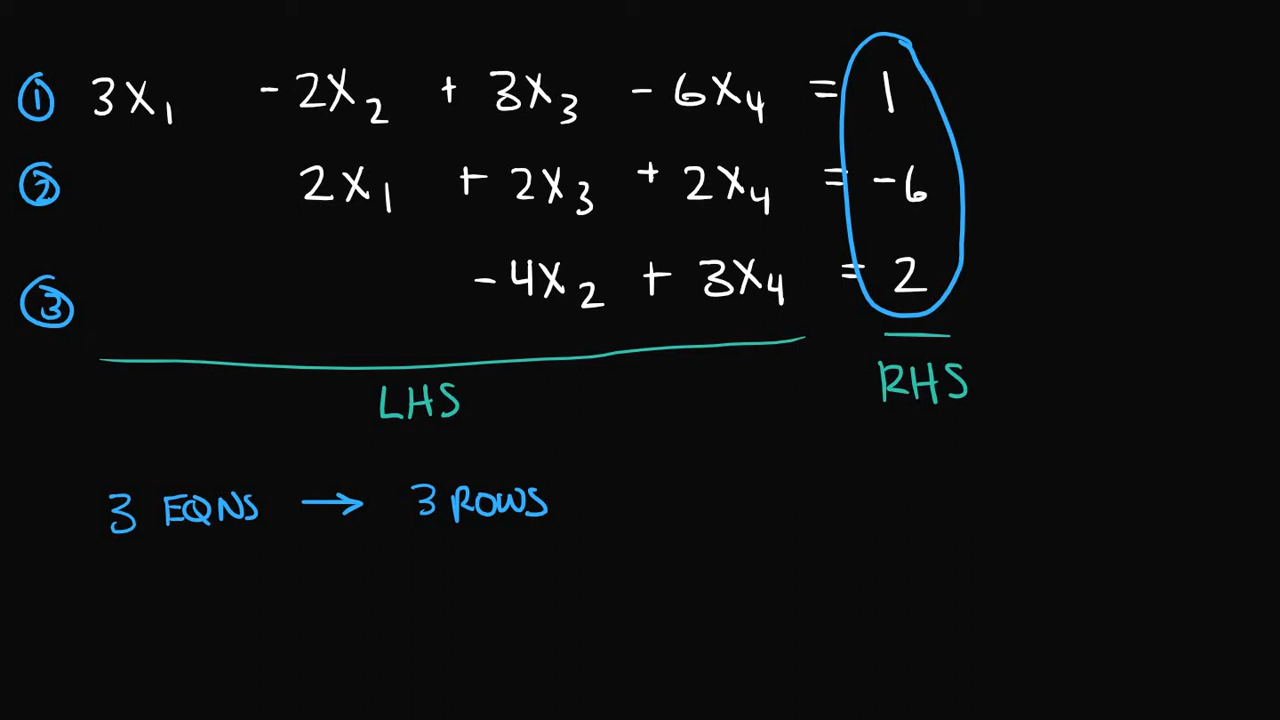 ① 3x₁ - 2x₂ + 3x₃ - 6x₄ = 1
② 2x₁ + 2x₃ + 2x₄ = -6
③ -4x₂ + 3x₄ = 2
LHS RHS
3 EQNS → 3 ROWS